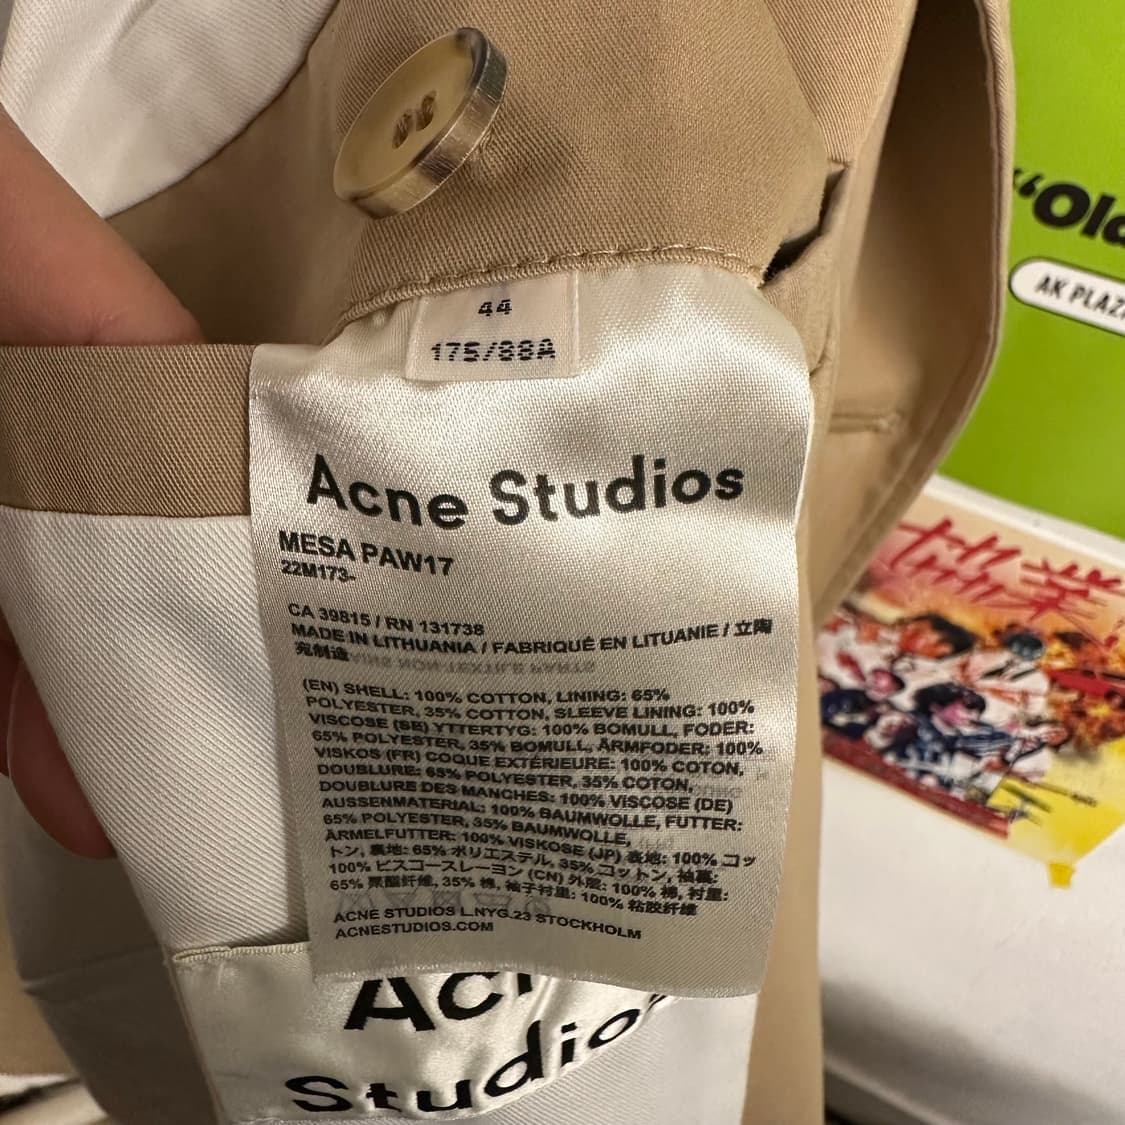 44
175/88A
Acne Studios
MESA PAW17
22M173-
CA 39815 / RN 131738
MADE IN LITHUANIA / FABRIQUÉ EN LITUANIE / 立陶
宛制造
(EN) SHELL: 100% COTTON, LINING: 65%
POLYESTER, 35% COTTON, SLEEVE LINING: 100%
VISCOSE (SE) YTTERTYG: 100% BOMULL, FODER:
65% POLYESTER, 35% BOMULL, ÄRMFODER: 100%
VISKOS (FR) COQUE EXTÉRIEURE: 100% COTON,
DOUBLURE: 65% POLYESTER, 35% COTON,
DOUBLURE DES MANCHES: 100% VISCOSE (DE)
AUSSENMATERIAL: 100% BAUMWOLLE, FUTTER:
65% POLYESTER, 35% BAUMWOLLE,
ÄRMELFUTTER: 100% VISKOSE (JP) 表地: 100% コッ
トン, 裏地: 65% ポリエステル, 35% コットン, 袖裏:
100% ビスコースレーヨン (CN) 外层: 100% 棉, 衬里:
65% 聚酯纤维, 35% 棉, 袖子衬里: 100% 粘胶纤维
ACNE STUDIOS L.NYG.23 STOCKHOLM
ACNESTUDIOS.COM
Studios
"Old
AK PLAZA
業